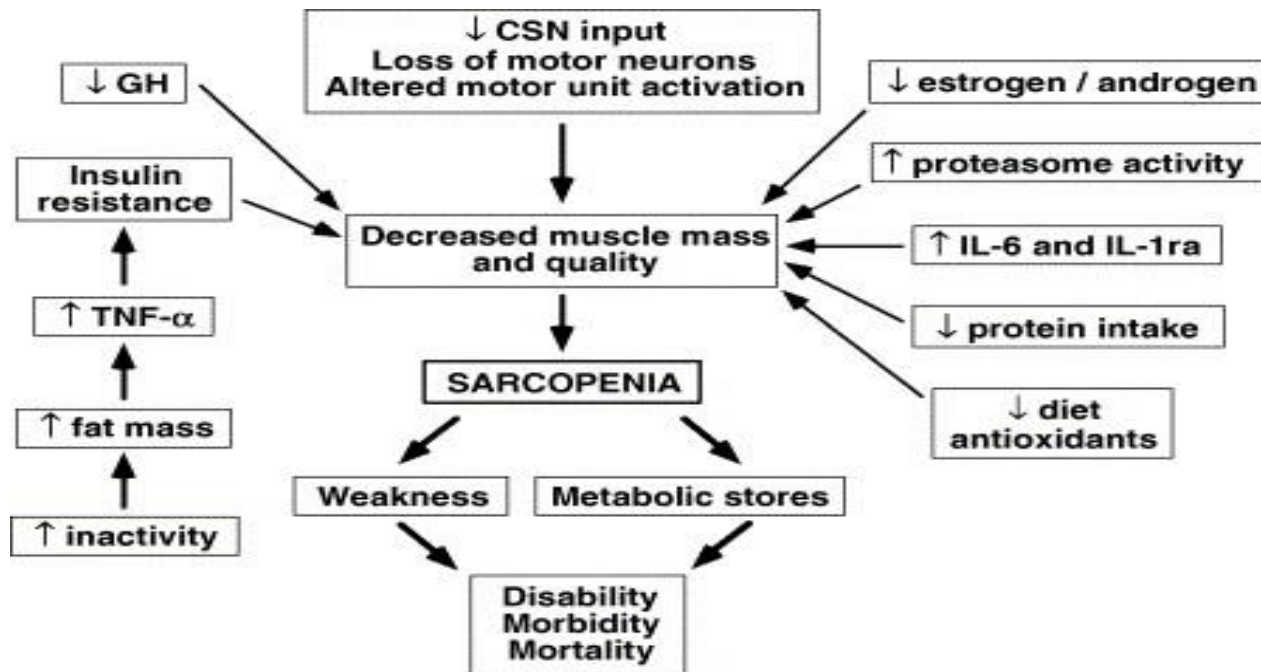 ↓ CSN input
Loss of motor neurons
Altered motor unit activation
↓ GH
↓ estrogen / androgen
↑ proteasome activity
Insulin
resistance
Decreased muscle mass
and quality
↑ IL-6 and IL-1ra
↑ TNF-α
↓ protein intake
SARCOPENIA
↓ diet
antioxidants
↑ fat mass
Weakness
Metabolic stores
↑ inactivity
Disability
Morbidity
Mortality